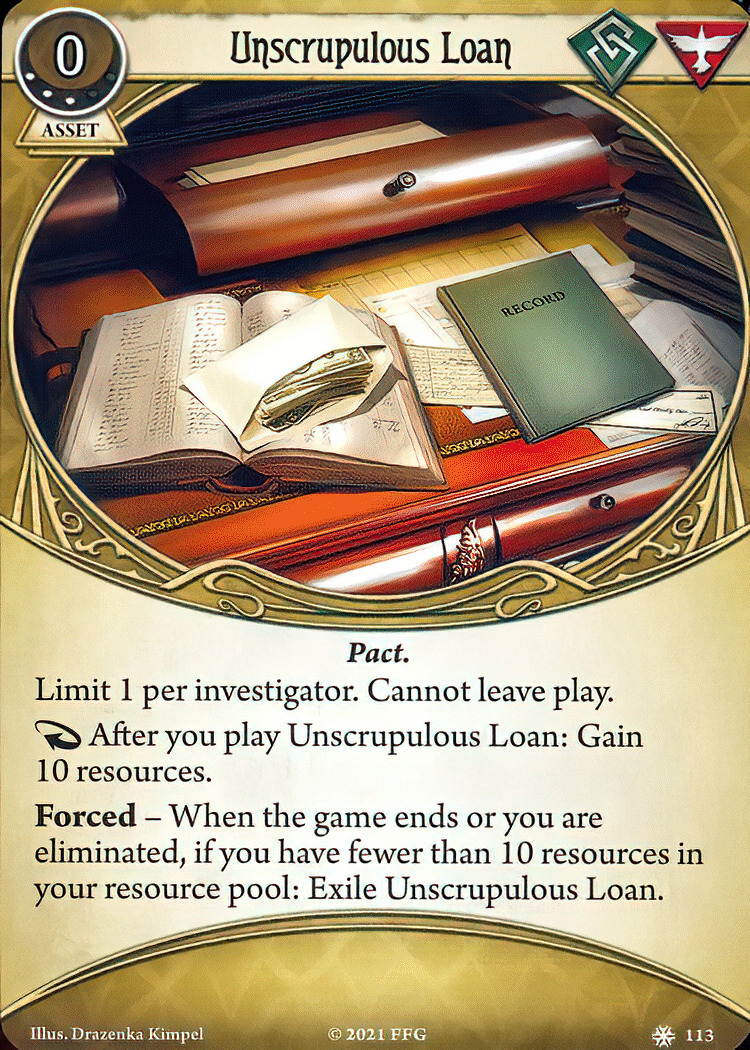 0
Unscrupulous Loan
ASSET
RECORD
Pact.
Limit 1 per investigator. Cannot leave play.
After you play Unscrupulous Loan: Gain
10 resources.
Forced – When the game ends or you are
eliminated, if you have fewer than 10 resources in
your resource pool: Exile Unscrupulous Loan.
Illus. Drazenka Kimpel
© 2021 FFG
113